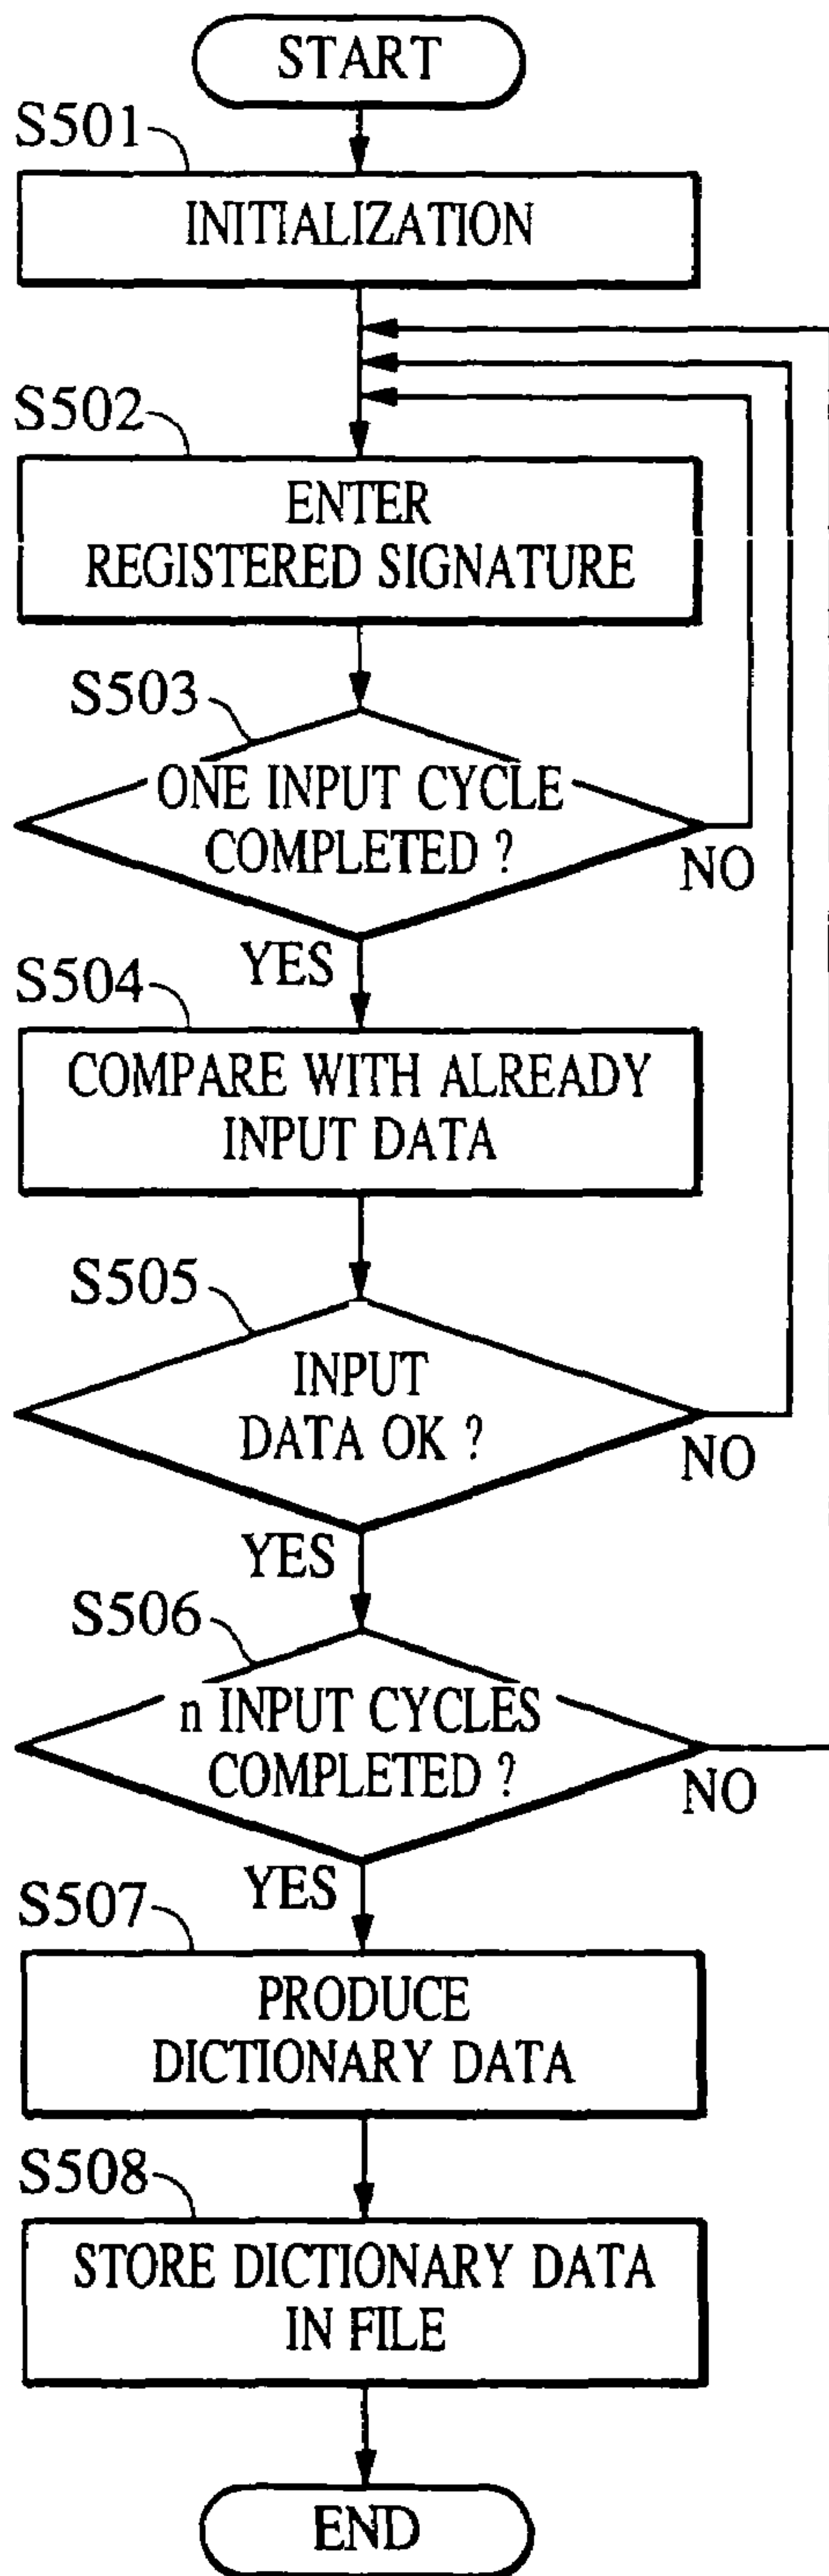 START
S501
INITIALIZATION
S502
ENTER
REGISTERED SIGNATURE
S503
ONE INPUT CYCLE
COMPLETED ?
NO
YES
S504
COMPARE WITH ALREADY
INPUT DATA
S505
INPUT
DATA OK ?
NO
YES
S506
n INPUT CYCLES
COMPLETED ?
NO
YES
S507
PRODUCE
DICTIONARY DATA
S508
STORE DICTIONARY DATA
IN FILE
END